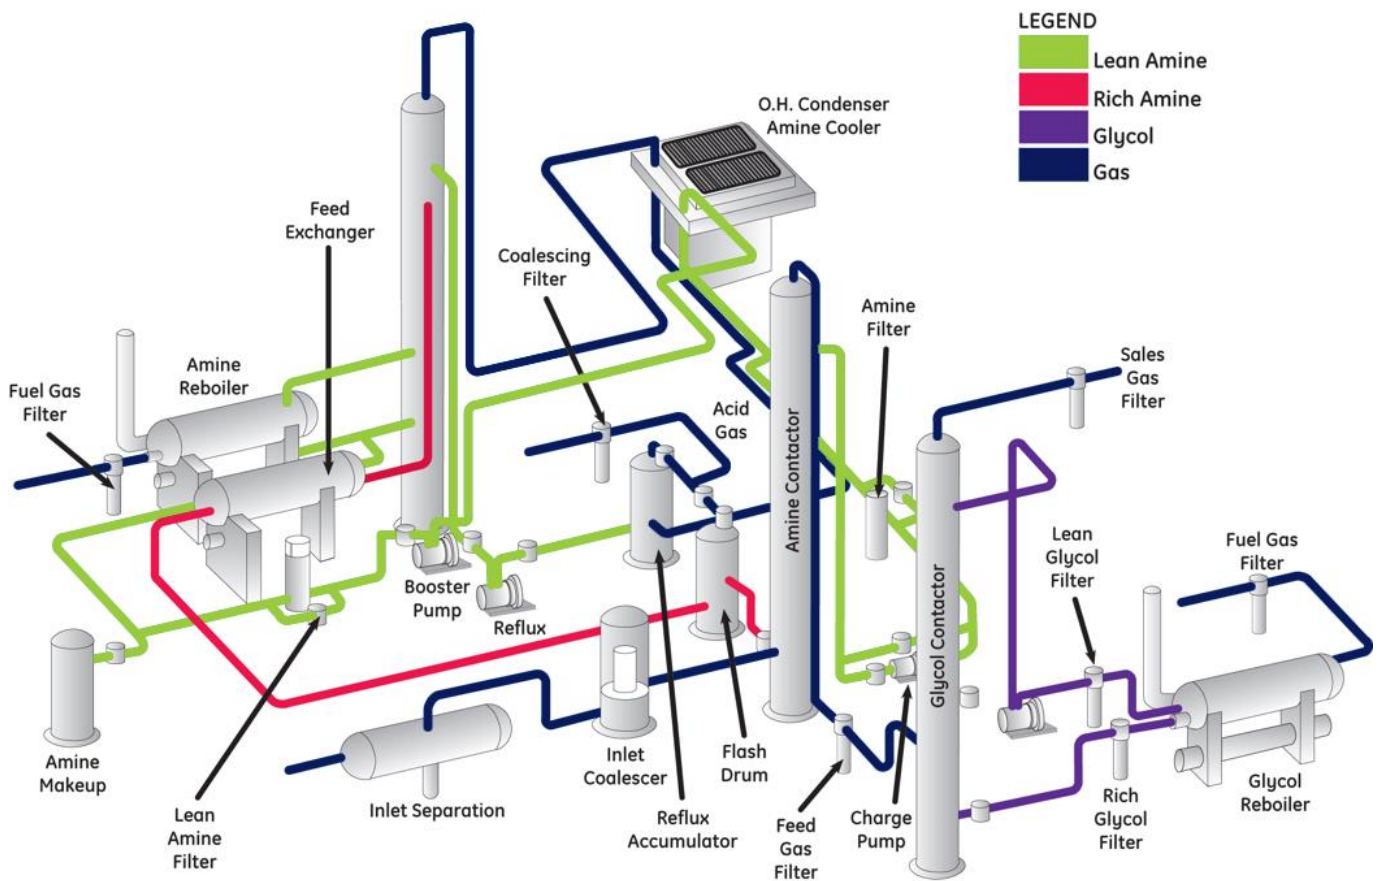 LEGEND
Lean Amine
Rich Amine
Glycol
Gas
O.H. Condenser
Amine Cooler
Feed
Exchanger
Coalescing
Filter
Amine
Filter
Sales
Gas
Filter
Amine
Reboiler
Fuel Gas
Filter
Acid
Gas
Amine Contactor
Lean
Glycol
Filter
Fuel Gas
Filter
Booster
Pump
Reflux
Glycol Contactor
Amine
Makeup
Lean
Amine
Filter
Inlet Separation
Inlet
Coalescer
Flash
Drum
Reflux
Accumulator
Feed
Gas
Filter
Charge
Pump
Rich
Glycol
Filter
Glycol
Reboiler